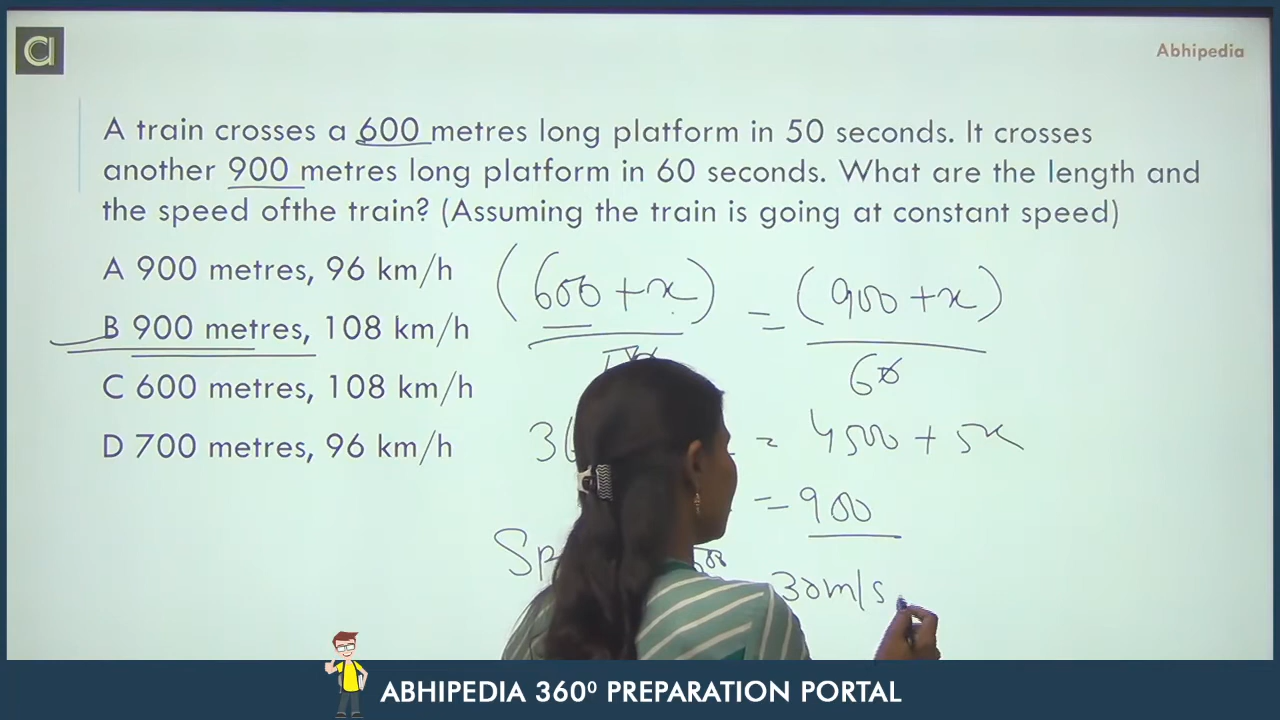 Abhipedia
A train crosses a 600 metres long platform in 50 seconds. It crosses
another 900 metres long platform in 60 seconds. What are the length and
the speed ofthe train? (Assuming the train is going at constant speed)
A 900 metres, 96 km/h
B 900 metres, 108 km/h
C 600 metres, 108 km/h
D 700 metres, 96 km/h
(600 + x) = (900 + x)
60
= 4500 + 5x
= 900
30m/s
ABHIPEDIA 360⁰ PREPARATION PORTAL